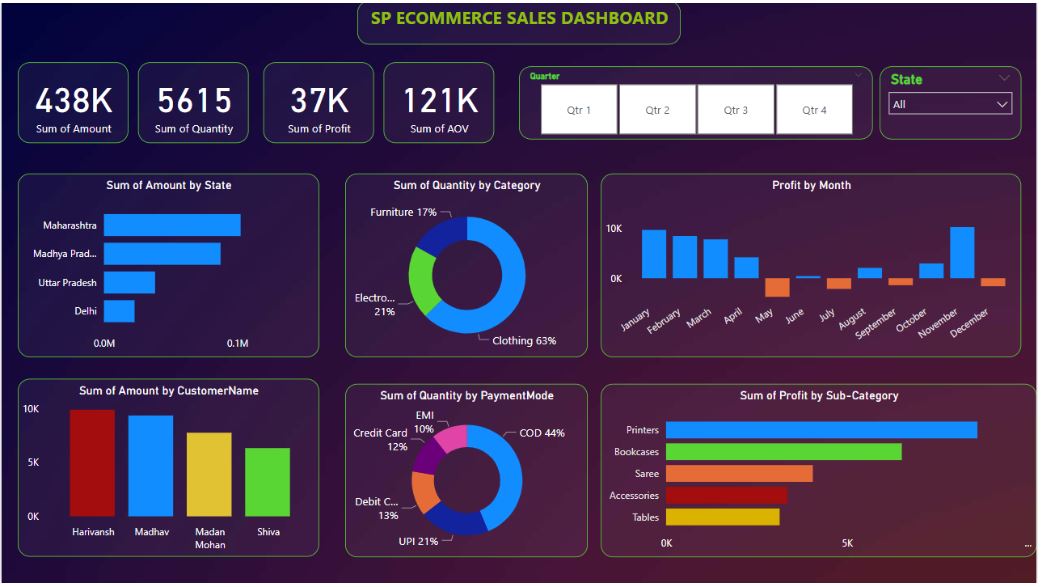 SP ECOMMERCE SALES DASHBOARD
438K
Sum of Amount
5615
Sum of Quantity
37K
Sum of Profit
121K
Sum of AOV
Quarter
Qtr 1
Qtr 2
Qtr 3
Qtr 4
State
All
Sum of Amount by State
Maharashtra
Madhya Prad...
Uttar Pradesh
Delhi
0.0M
0.1M
Sum of Quantity by Category
Furniture 17%
Electro...
21%
Clothing 63%
Profit by Month
10K
0K
January
February
March
April
May
June
July
August
September
October
November
December
Sum of Amount by CustomerName
10K
5K
0K
Harivansh
Madhav
Madan
Mohan
Shiva
Sum of Quantity by PaymentMode
EMI
10%
Credit Card
12%
COD 44%
Debit C...
13%
UPI 21%
Sum of Profit by Sub-Category
Printers
Bookcases
Saree
Accessories
Tables
0K
5K
...